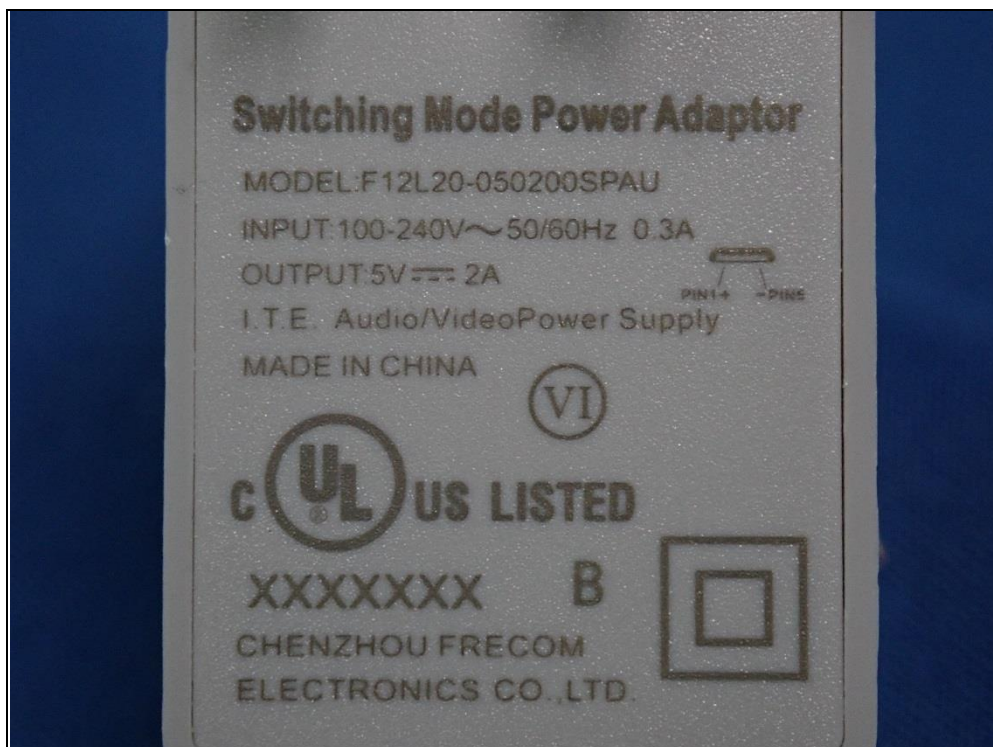 Switching Mode Power Adaptor
MODEL:F12L20-050200SPAU
INPUT:100-240V～50/60Hz 0.3A
OUTPUT:5V⎓2A
PIN1+ -PIN5
I.T.E. Audio/VideoPower Supply
MADE IN CHINA
VI
C UL® US LISTED
XXXXXXX B
CHENZHOU FRECOM
ELECTRONICS CO.,LTD.